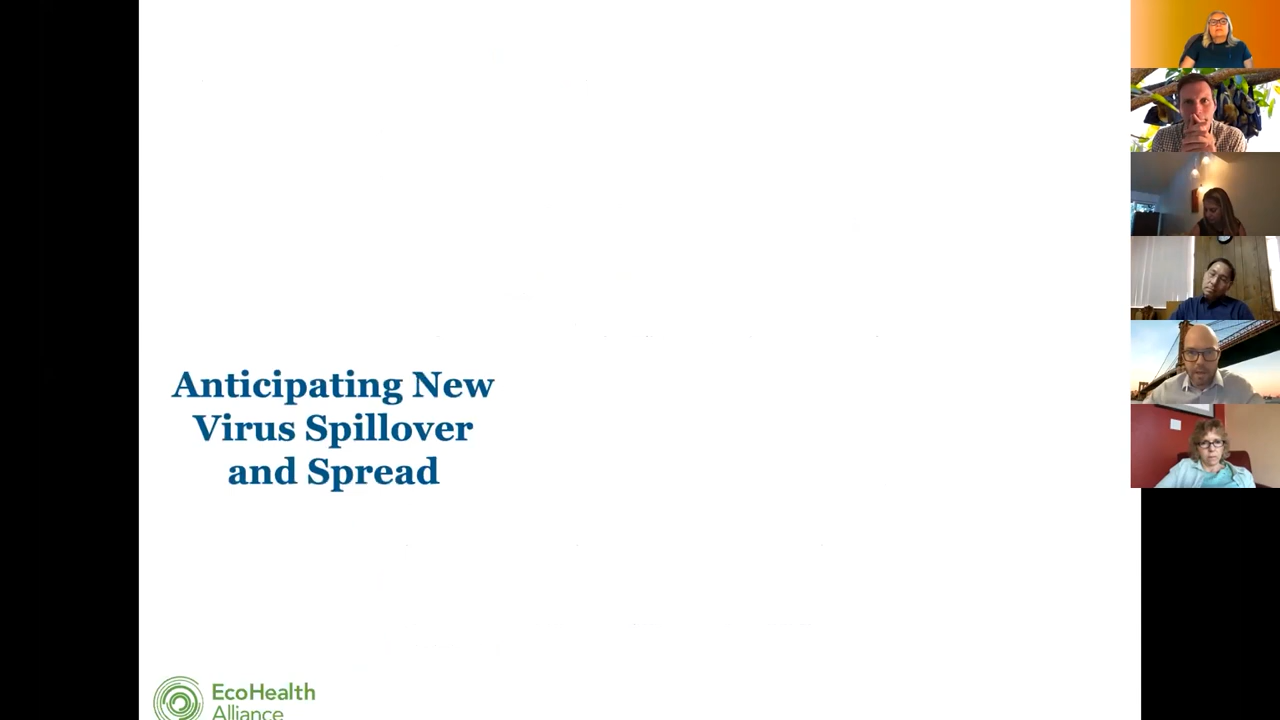 Anticipating New
Virus Spillover
and Spread
EcoHealth
Alliance